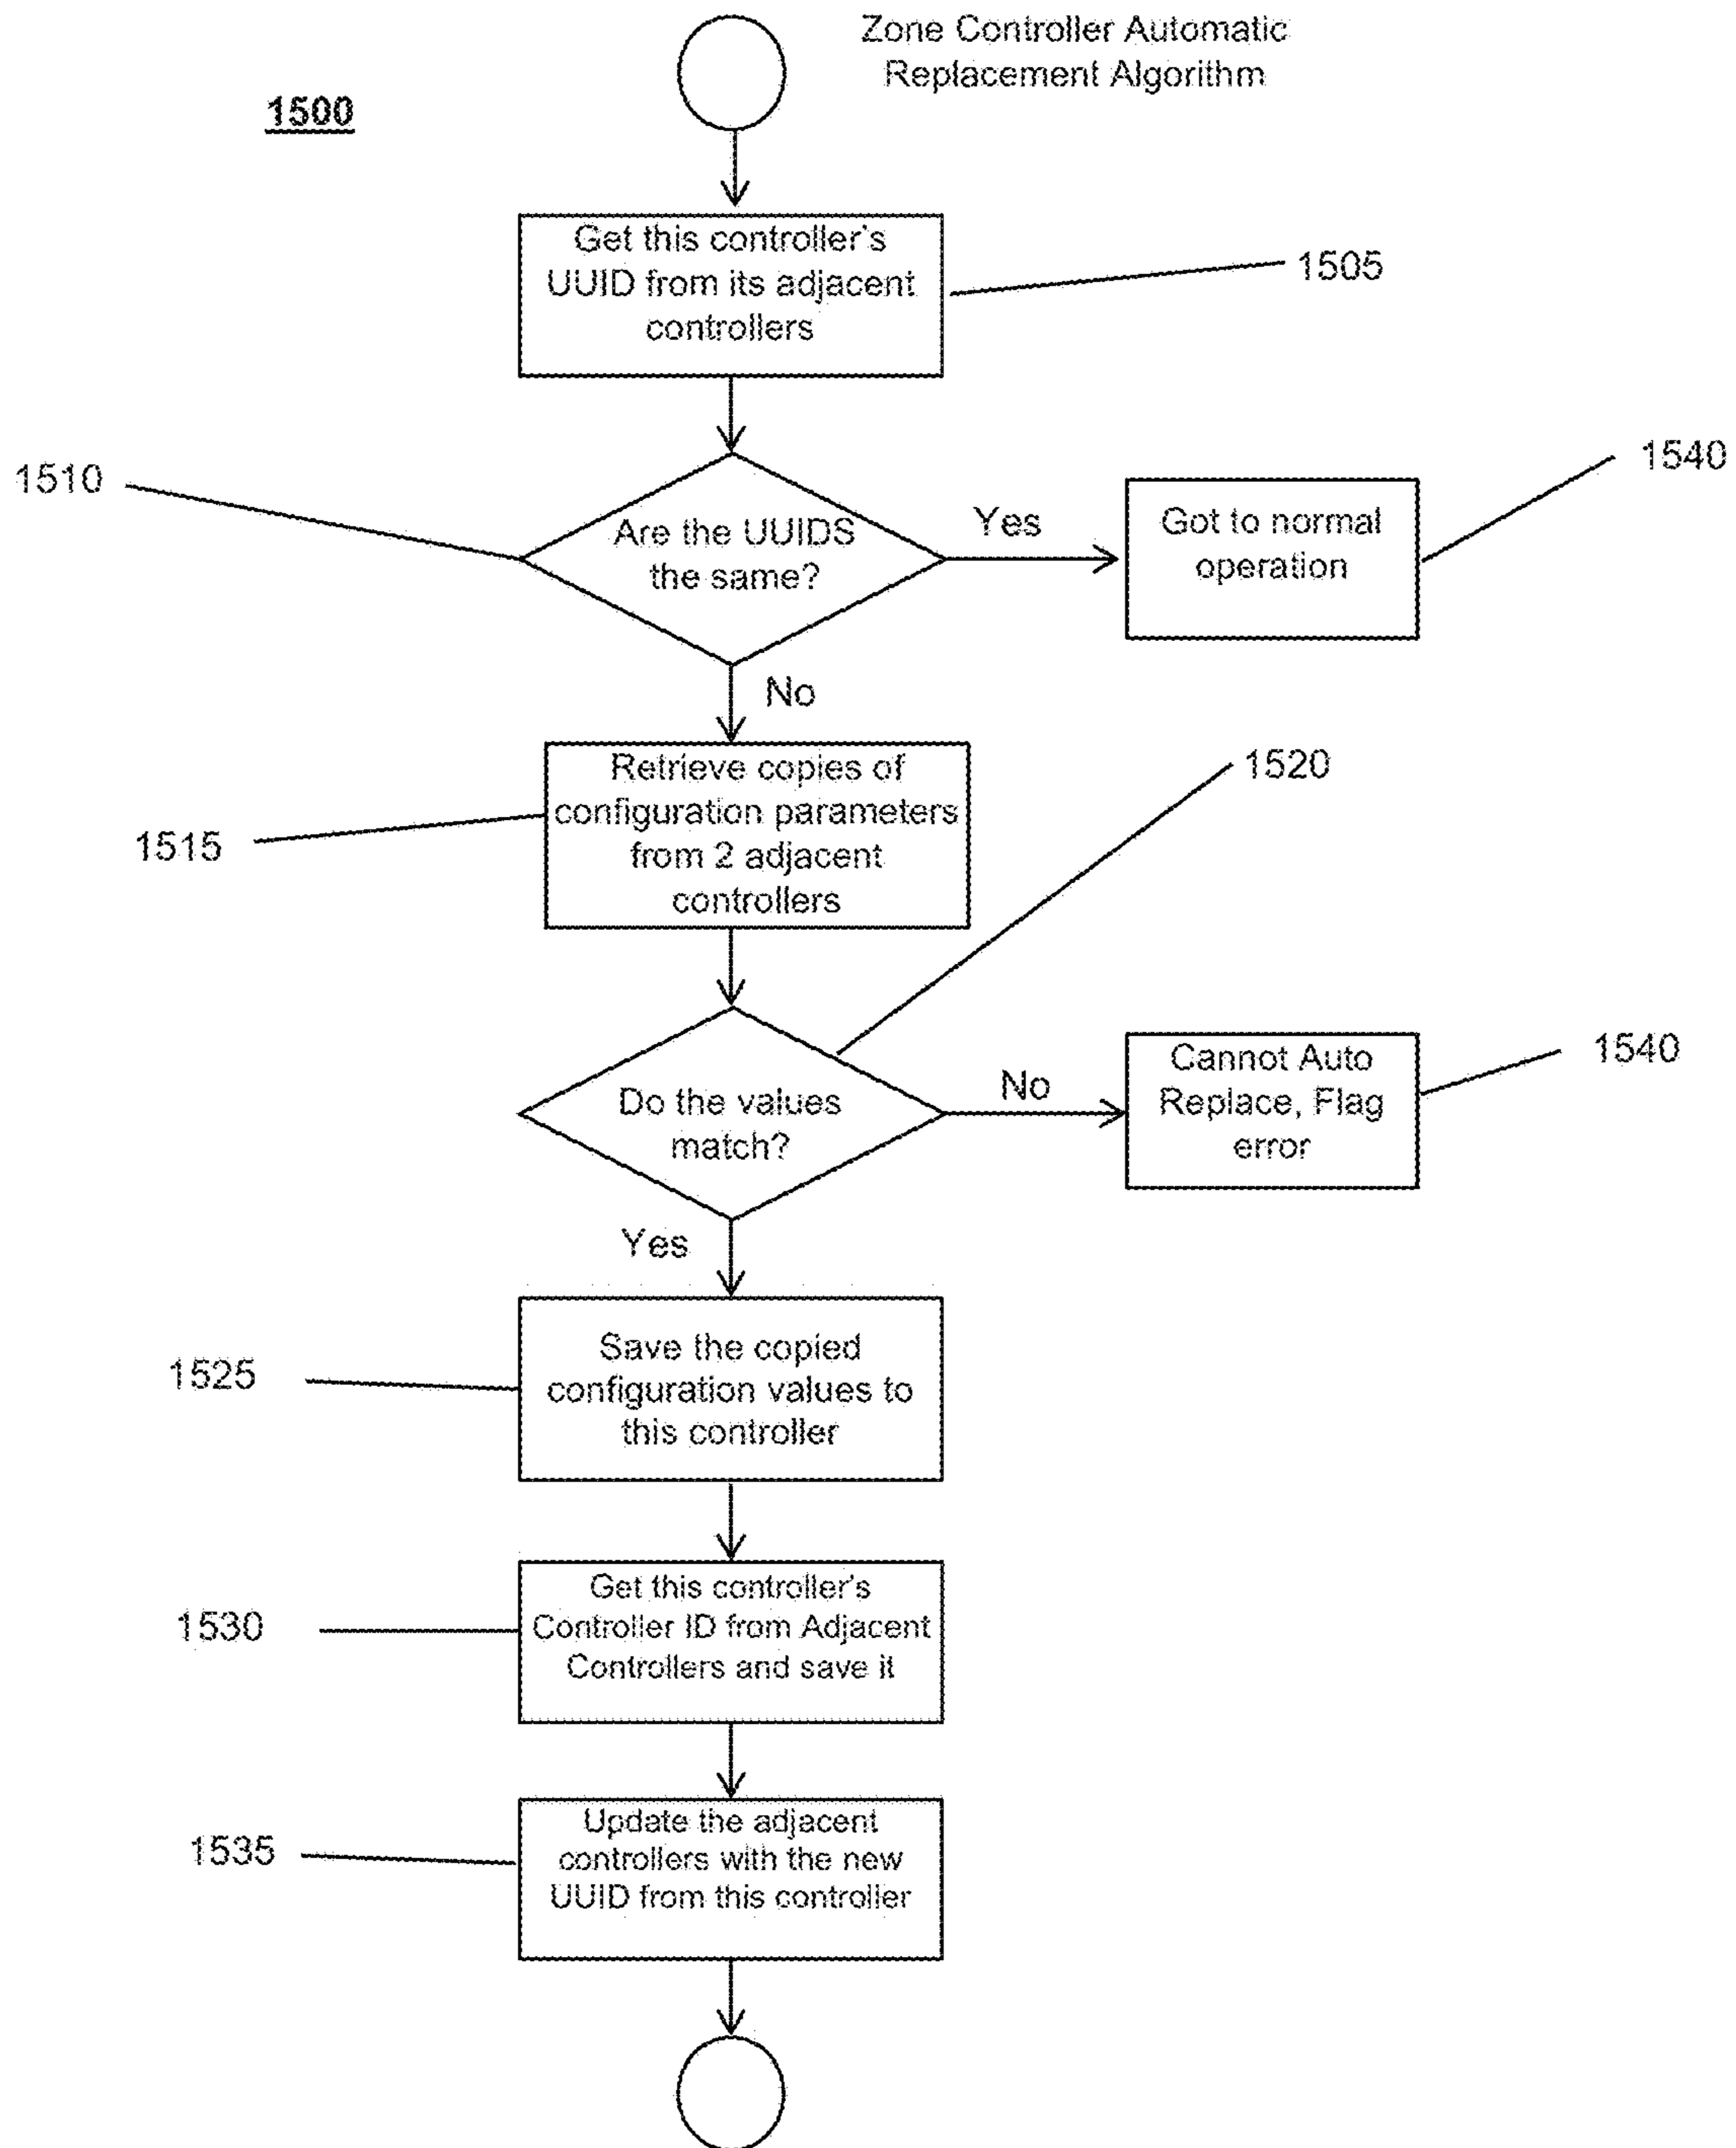 Zone Controller Automatic
Replacement Algorithm
1500
Get this controller's
UUID from its adjacent
controllers
1505
1510
Are the UUIDS
the same?
Yes
Got to normal
operation
1540
No
Retrieve copies of
configuration parameters
from 2 adjacent
controllers
1515
1520
Do the values
match?
No
Cannot Auto
Replace, Flag
error
1540
Yes
Save the copied
configuration values to
this controller
1525
Get this controller's
Controller ID from Adjacent
Controllers and save it
1530
Update the adjacent
controllers with the new
UUID from this controller
1535